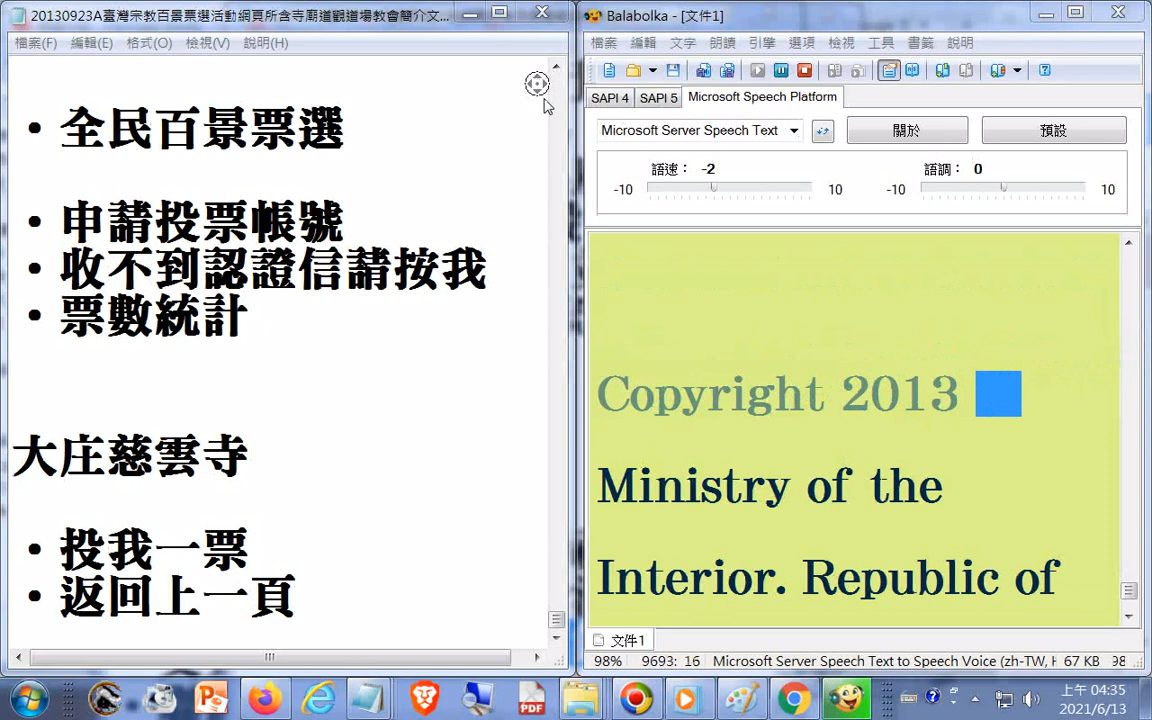 20130923A臺灣宗教百景票選活動網頁所含寺廟道觀道場教會簡介文...
檔案(F) 編輯(E) 格式(O) 檢視(V) 說明(H)
• 全民百景票選
• 申請投票帳號
• 收不到認證信請按我
• 票數統計
大庄慈雲寺
• 投我一票
• 返回上一頁
Balabolka - [文件1]
檔案 編輯 文字 朗讀 引擎 選項 檢視 工具 書籤 說明
SAPI 4 SAPI 5 Microsoft Speech Platform
Microsoft Server Speech Text 關於 預設
語速： -2 語調： 0
-10 10 -10 10
Copyright 2013
Ministry of the
Interior. Republic of
文件1
98% 9693: 16 Microsoft Server Speech Text to Speech Voice (zh-TW, H 67 KB 98
上午 04:35
2021/6/13